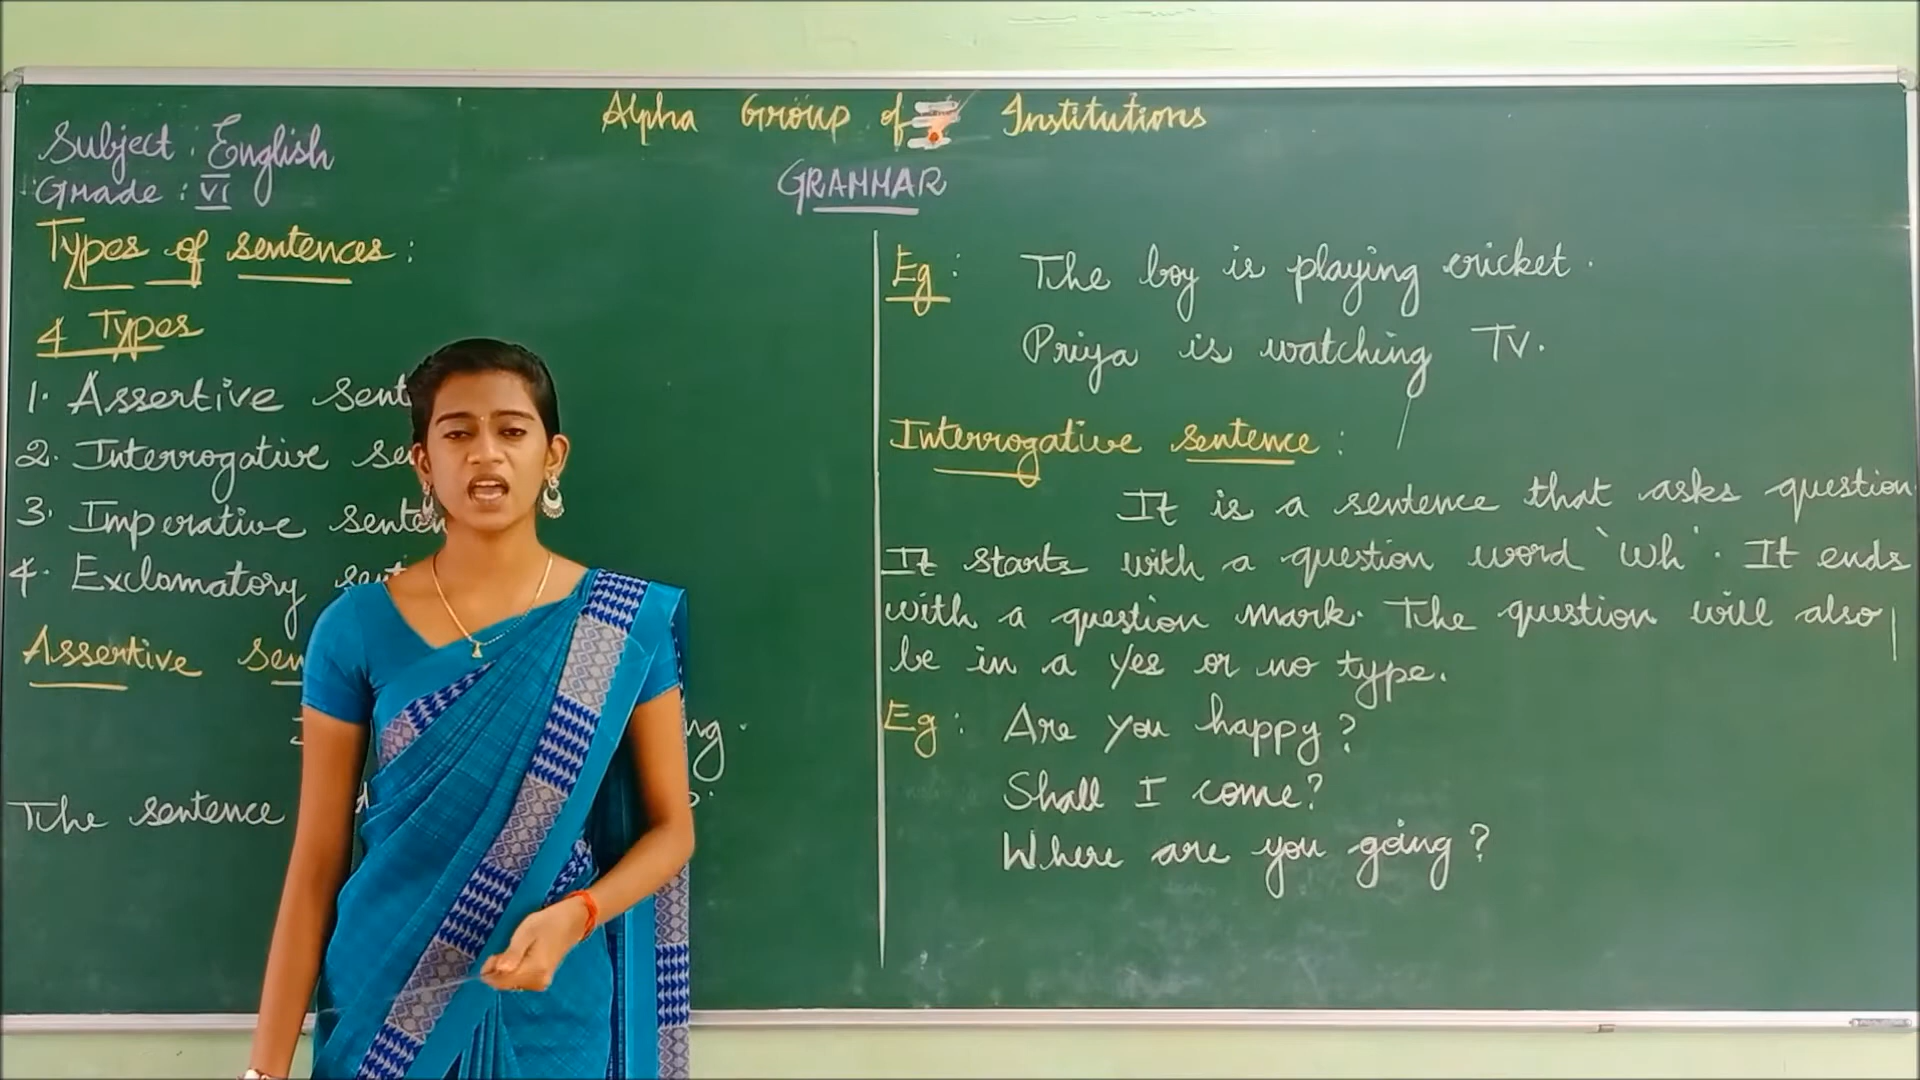 Alpha Group of Institutions
Subject : English
Grade : VI
GRAMMAR
Types of sentences :
4 Types
1. Assertive
2. Interrogative
3. Imperative
4. Exclamatory
Assertive
The sentence
Eg : The boy is playing cricket.
Priya is watching TV.
Interrogative sentence :
It is a sentence that asks question.
It starts with a question word 'Wh'. It ends
with a question mark. The question will also
be in a Yes or no type.
Eg : Are you happy?
Shall I come?
Where are you going?